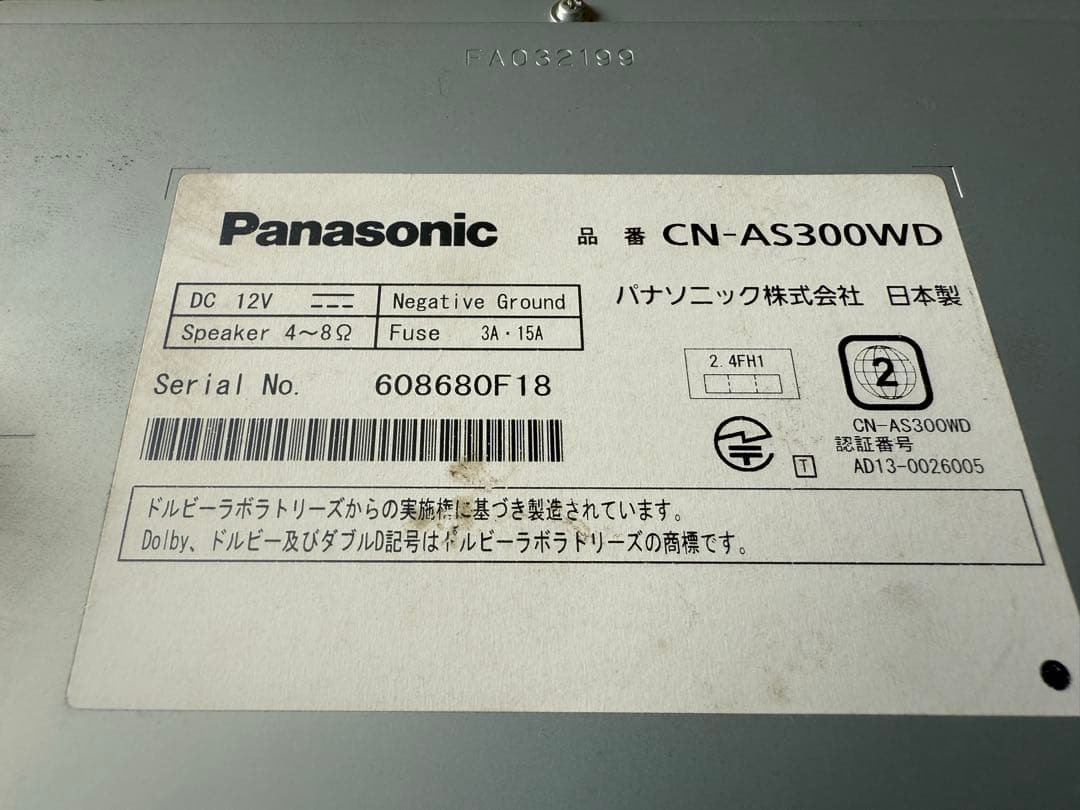 FA032199
Panasonic 品 番 CN-AS300WD
DC 12V Negative Ground
パナソニック株式会社 日本製
Speaker 4～8Ω Fuse 3A・15A
2.4FH1
2
Serial No. 608680F18
CN-AS300WD
認証番号
T AD13-0026005
ドルビーラボラトリーズからの実施権に基づき製造されています。
Dolby、ドルビー及びダブルD記号はドルビーラボラトリーズの商標です。